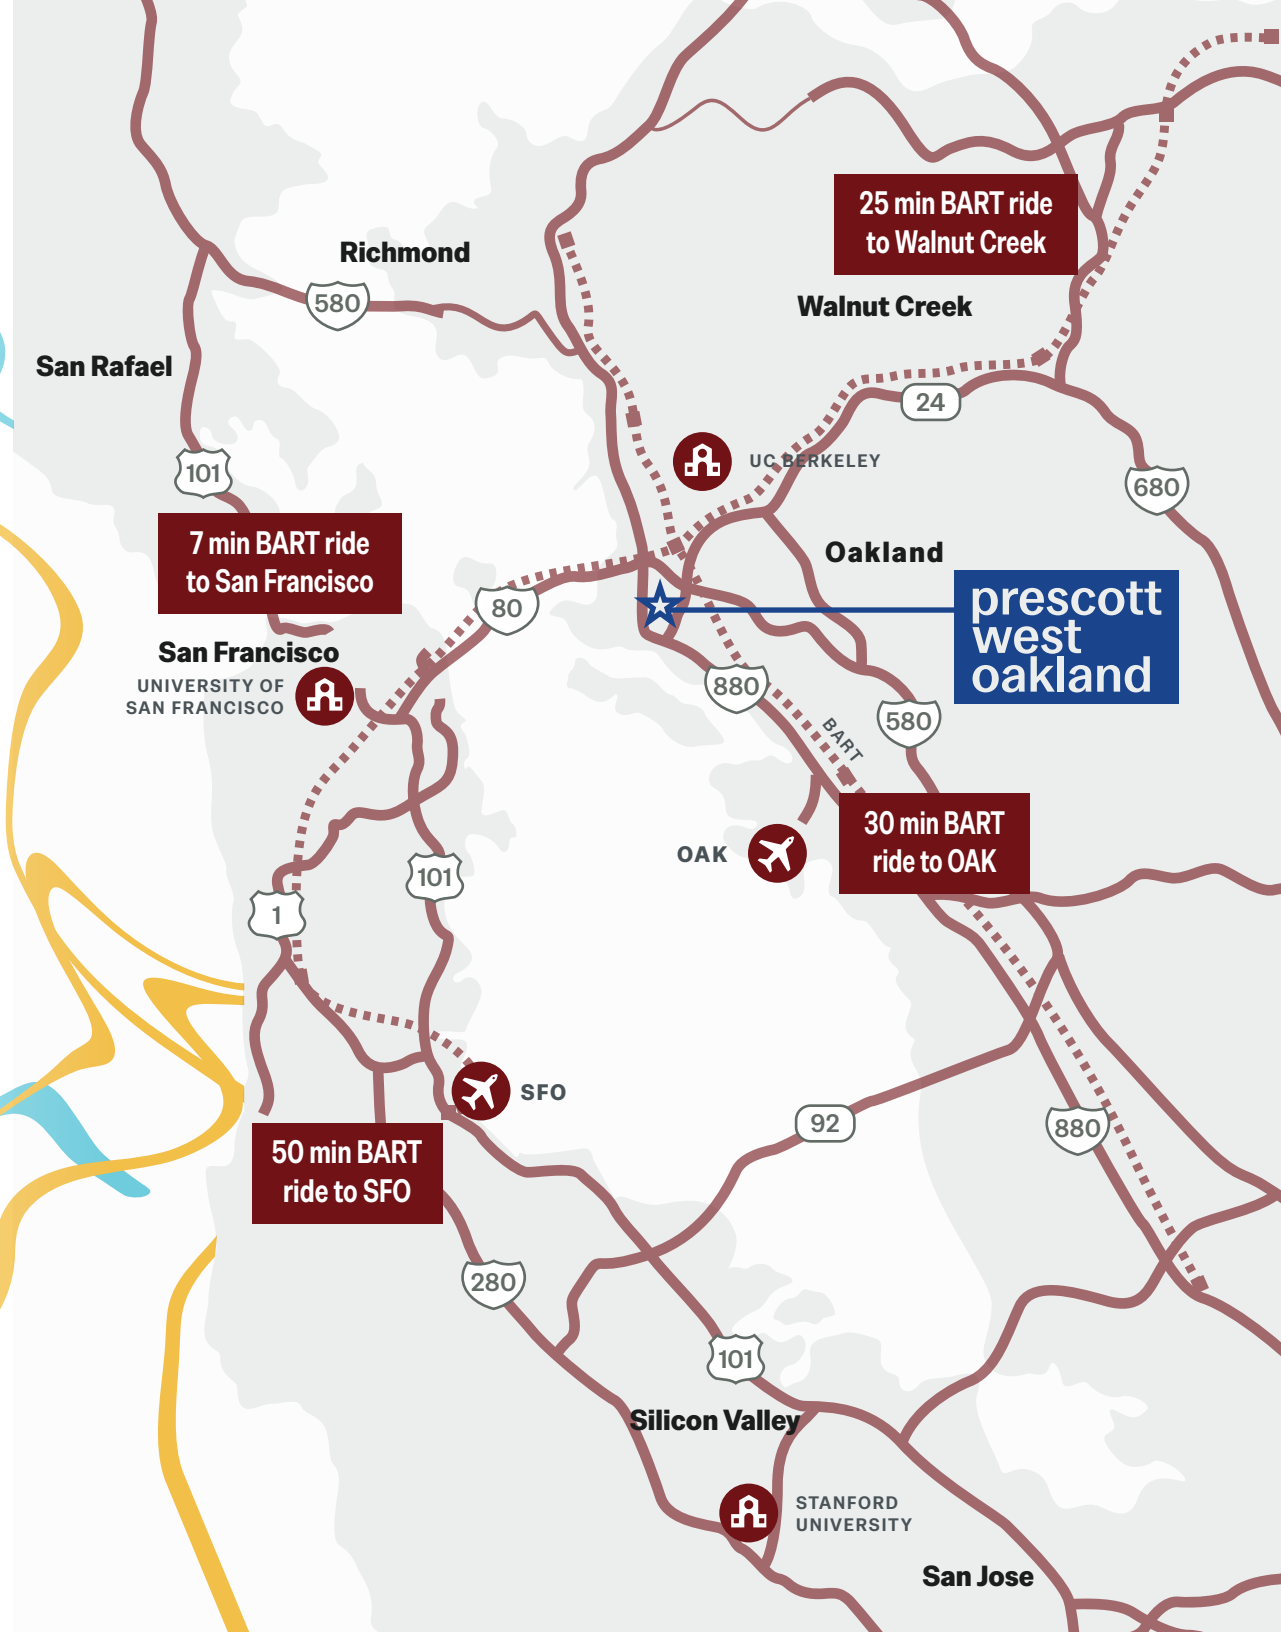 25 min BART ride
to Walnut Creek
Richmond
580
Walnut Creek
San Rafael
24
101
UC BERKELEY
680
7 min BART ride
to San Francisco
Oakland
80
prescott
west
oakland
San Francisco
UNIVERSITY OF
SAN FRANCISCO
880
580
BART
30 min BART
ride to OAK
OAK
101
1
SFO
92
880
50 min BART
ride to SFO
280
101
Silicon Valley
STANFORD
UNIVERSITY
San Jose